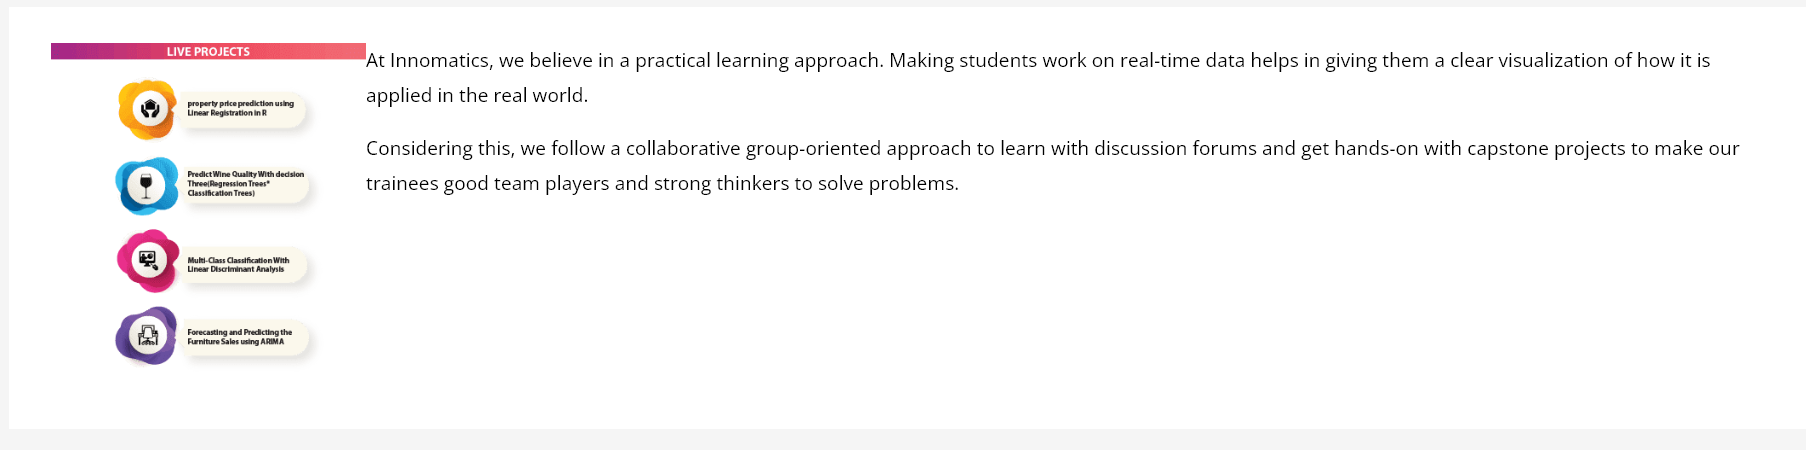 LIVE PROJECTS
property price prediction using
Linear Registration in R
Predict Wine Quality With decision
Three(Regression Trees*
Classification Trees)
Multi-Class Classification With
Linear Discriminant Analysis
Forecasting and Predicting the
Furniture Sales using ARIMA
At Innomatics, we believe in a practical learning approach. Making students work on real-time data helps in giving them a clear visualization of how it is
applied in the real world.
Considering this, we follow a collaborative group-oriented approach to learn with discussion forums and get hands-on with capstone projects to make our
trainees good team players and strong thinkers to solve problems.